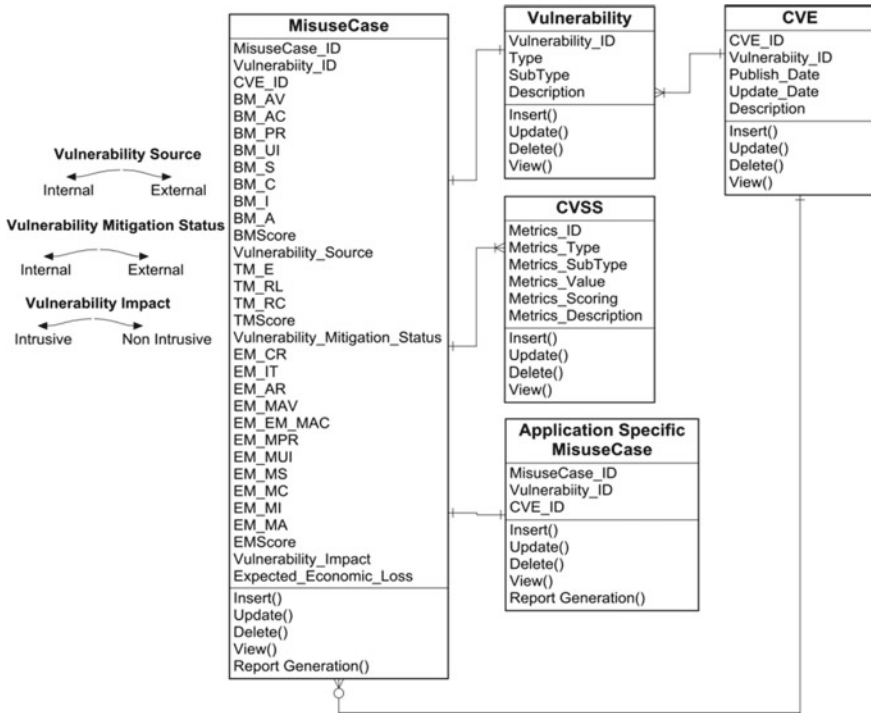 Vulnerability Source
Internal External
Vulnerability Mitigation Status
Internal External
Vulnerability Impact
Intrusive Non Intrusive
MisuseCase
MisuseCase_ID
Vulnerabiity_ID
CVE_ID
BM_AV
BM_AC
BM_PR
BM_UI
BM_S
BM_C
BM_I
BM_A
BMScore
Vulnerability_Source
TM_E
TM_RL
TM_RC
TMScore
Vulnerability_Mitigation_Status
EM_CR
EM_IT
EM_AR
EM_MAV
EM_EM_MAC
EM_MPR
EM_MUI
EM_MS
EM_MC
EM_MI
EM_MA
EMScore
Vulnerability_Impact
Expected_Economic_Loss
Insert()
Update()
Delete()
View()
Report Generation()
Vulnerability
Vulnerability_ID
Type
SubType
Description
Insert()
Update()
Delete()
View()
CVE
CVE_ID
Vulnerabiity_ID
Publish_Date
Update_Date
Description
Insert()
Update()
Delete()
View()
CVSS
Metrics_ID
Metrics_Type
Metrics_SubType
Metrics_Value
Metrics_Scoring
Metrics_Description
Insert()
Update()
Delete()
View()
Application Specific
MisuseCase
MisuseCase_ID
Vulnerabiity_ID
CVE_ID
Insert()
Update()
Delete()
View()
Report Generation()